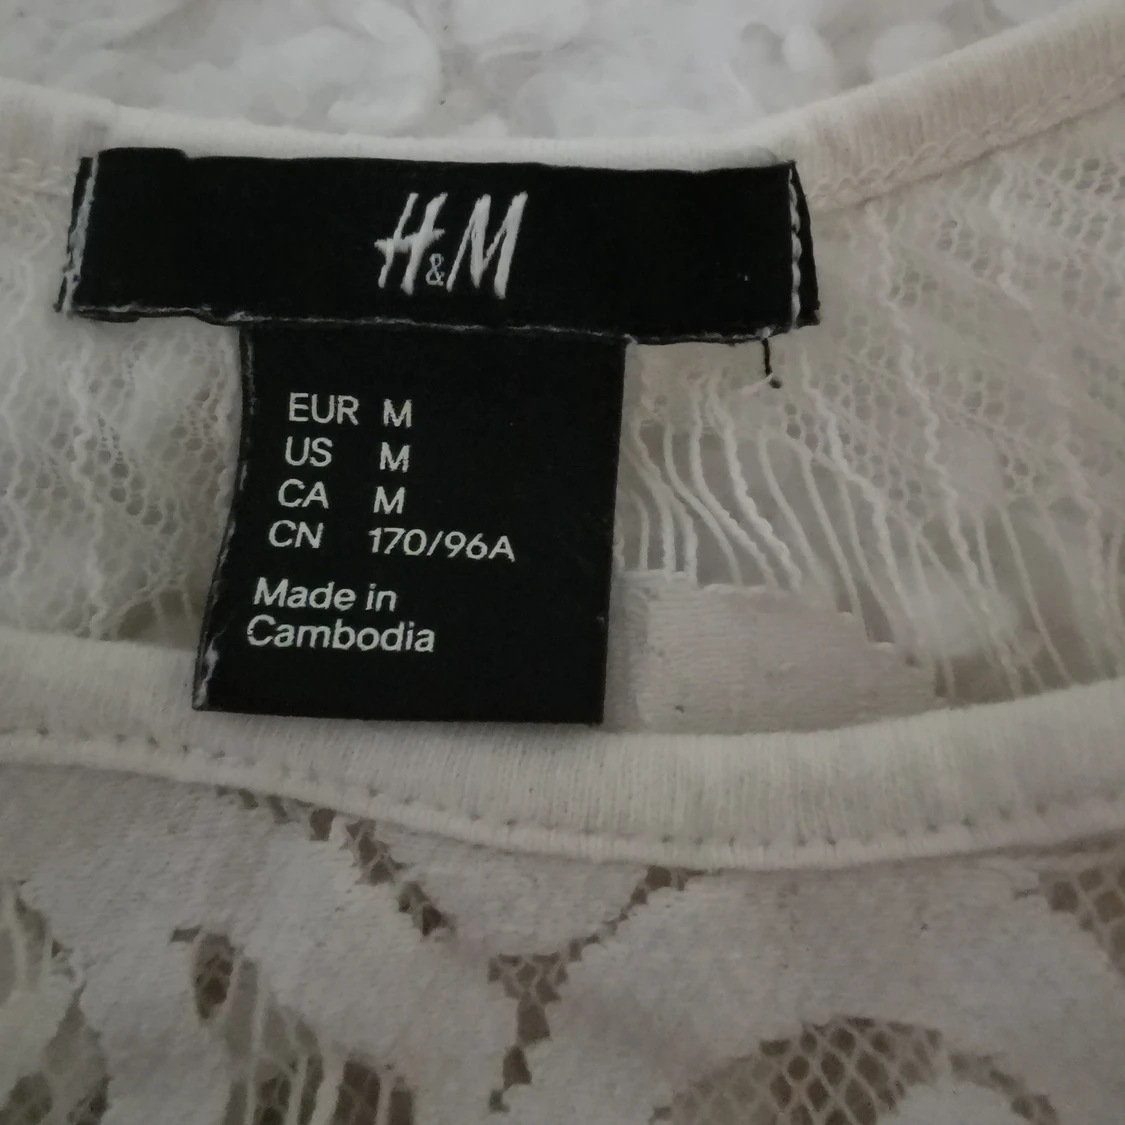 H&M
EUR M
US M
CA M
CN 170/96A
Made in
Cambodia